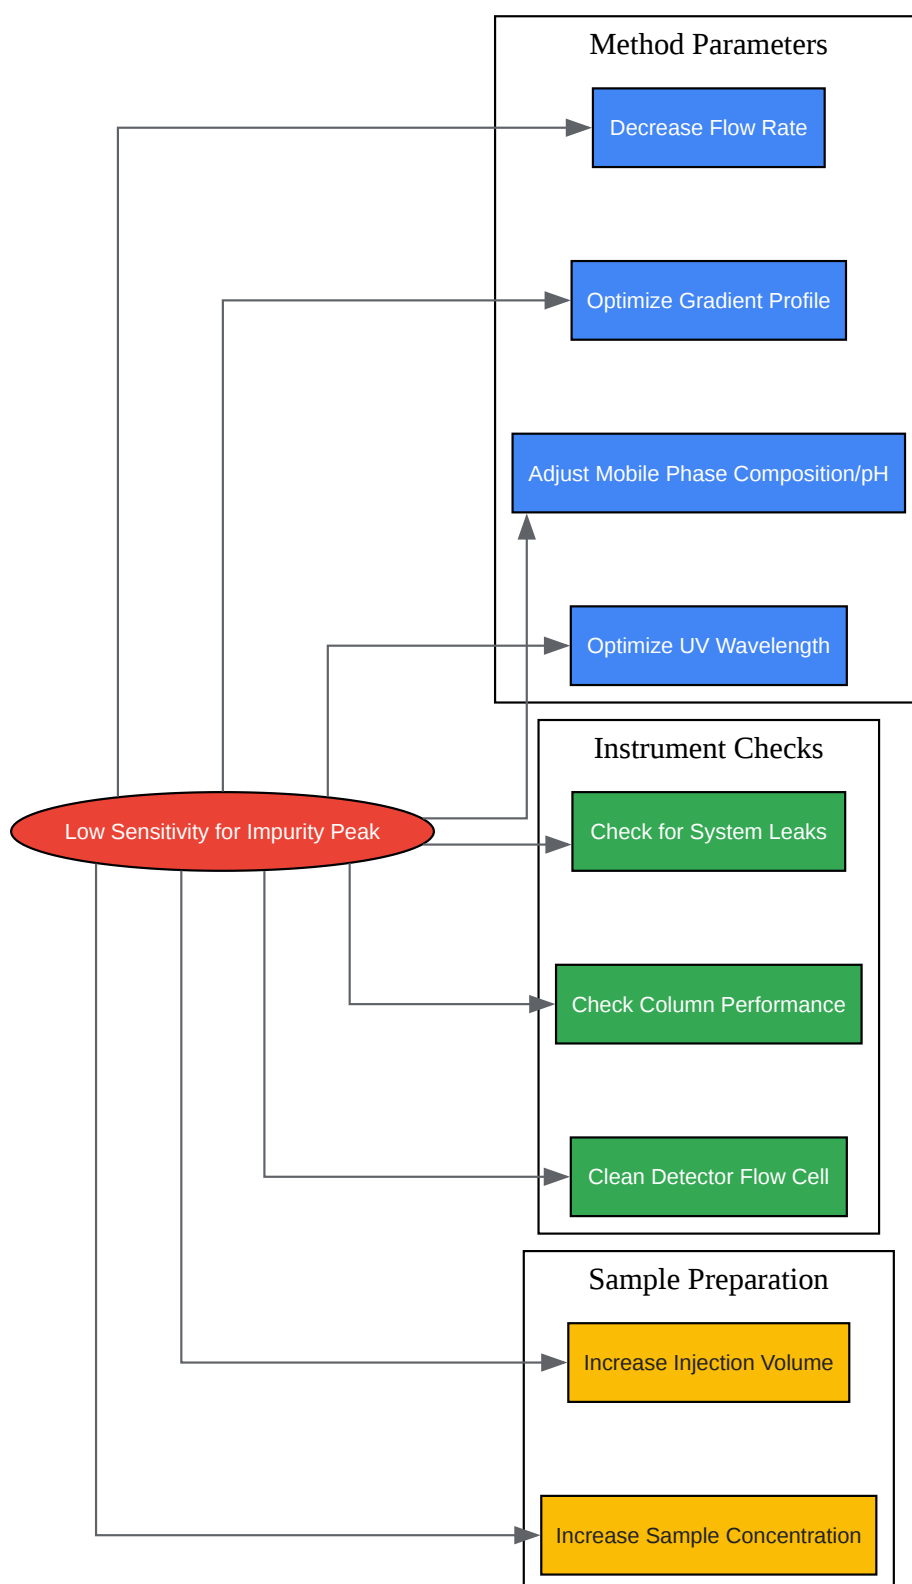 Method Parameters
Decrease Flow Rate
Optimize Gradient Profile
Adjust Mobile Phase Composition/pH
Optimize UV Wavelength
Low Sensitivity for Impurity Peak
Instrument Checks
Check for System Leaks
Check Column Performance
Clean Detector Flow Cell
Sample Preparation
Increase Injection Volume
Increase Sample Concentration